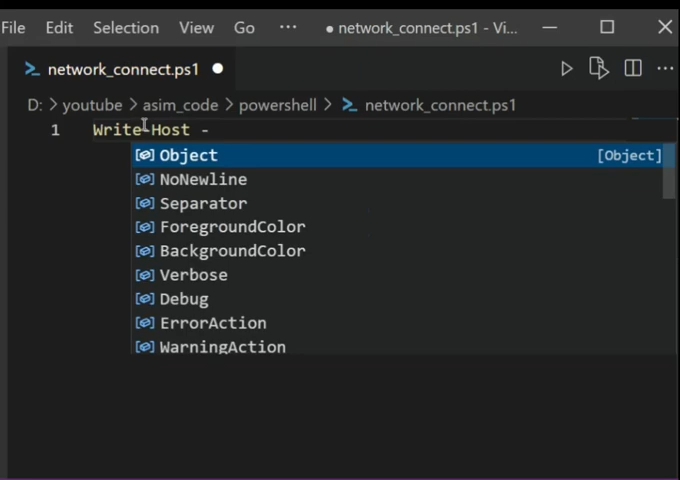 File Edit Selection View Go ··· ● network_connect.ps1 - Vi...
network_connect.ps1 ●
D: > youtube > asim_code > powershell > network_connect.ps1
1 Write-Host -
Object [Object]
NoNewline
Separator
ForegroundColor
BackgroundColor
Verbose
Debug
ErrorAction
WarningAction